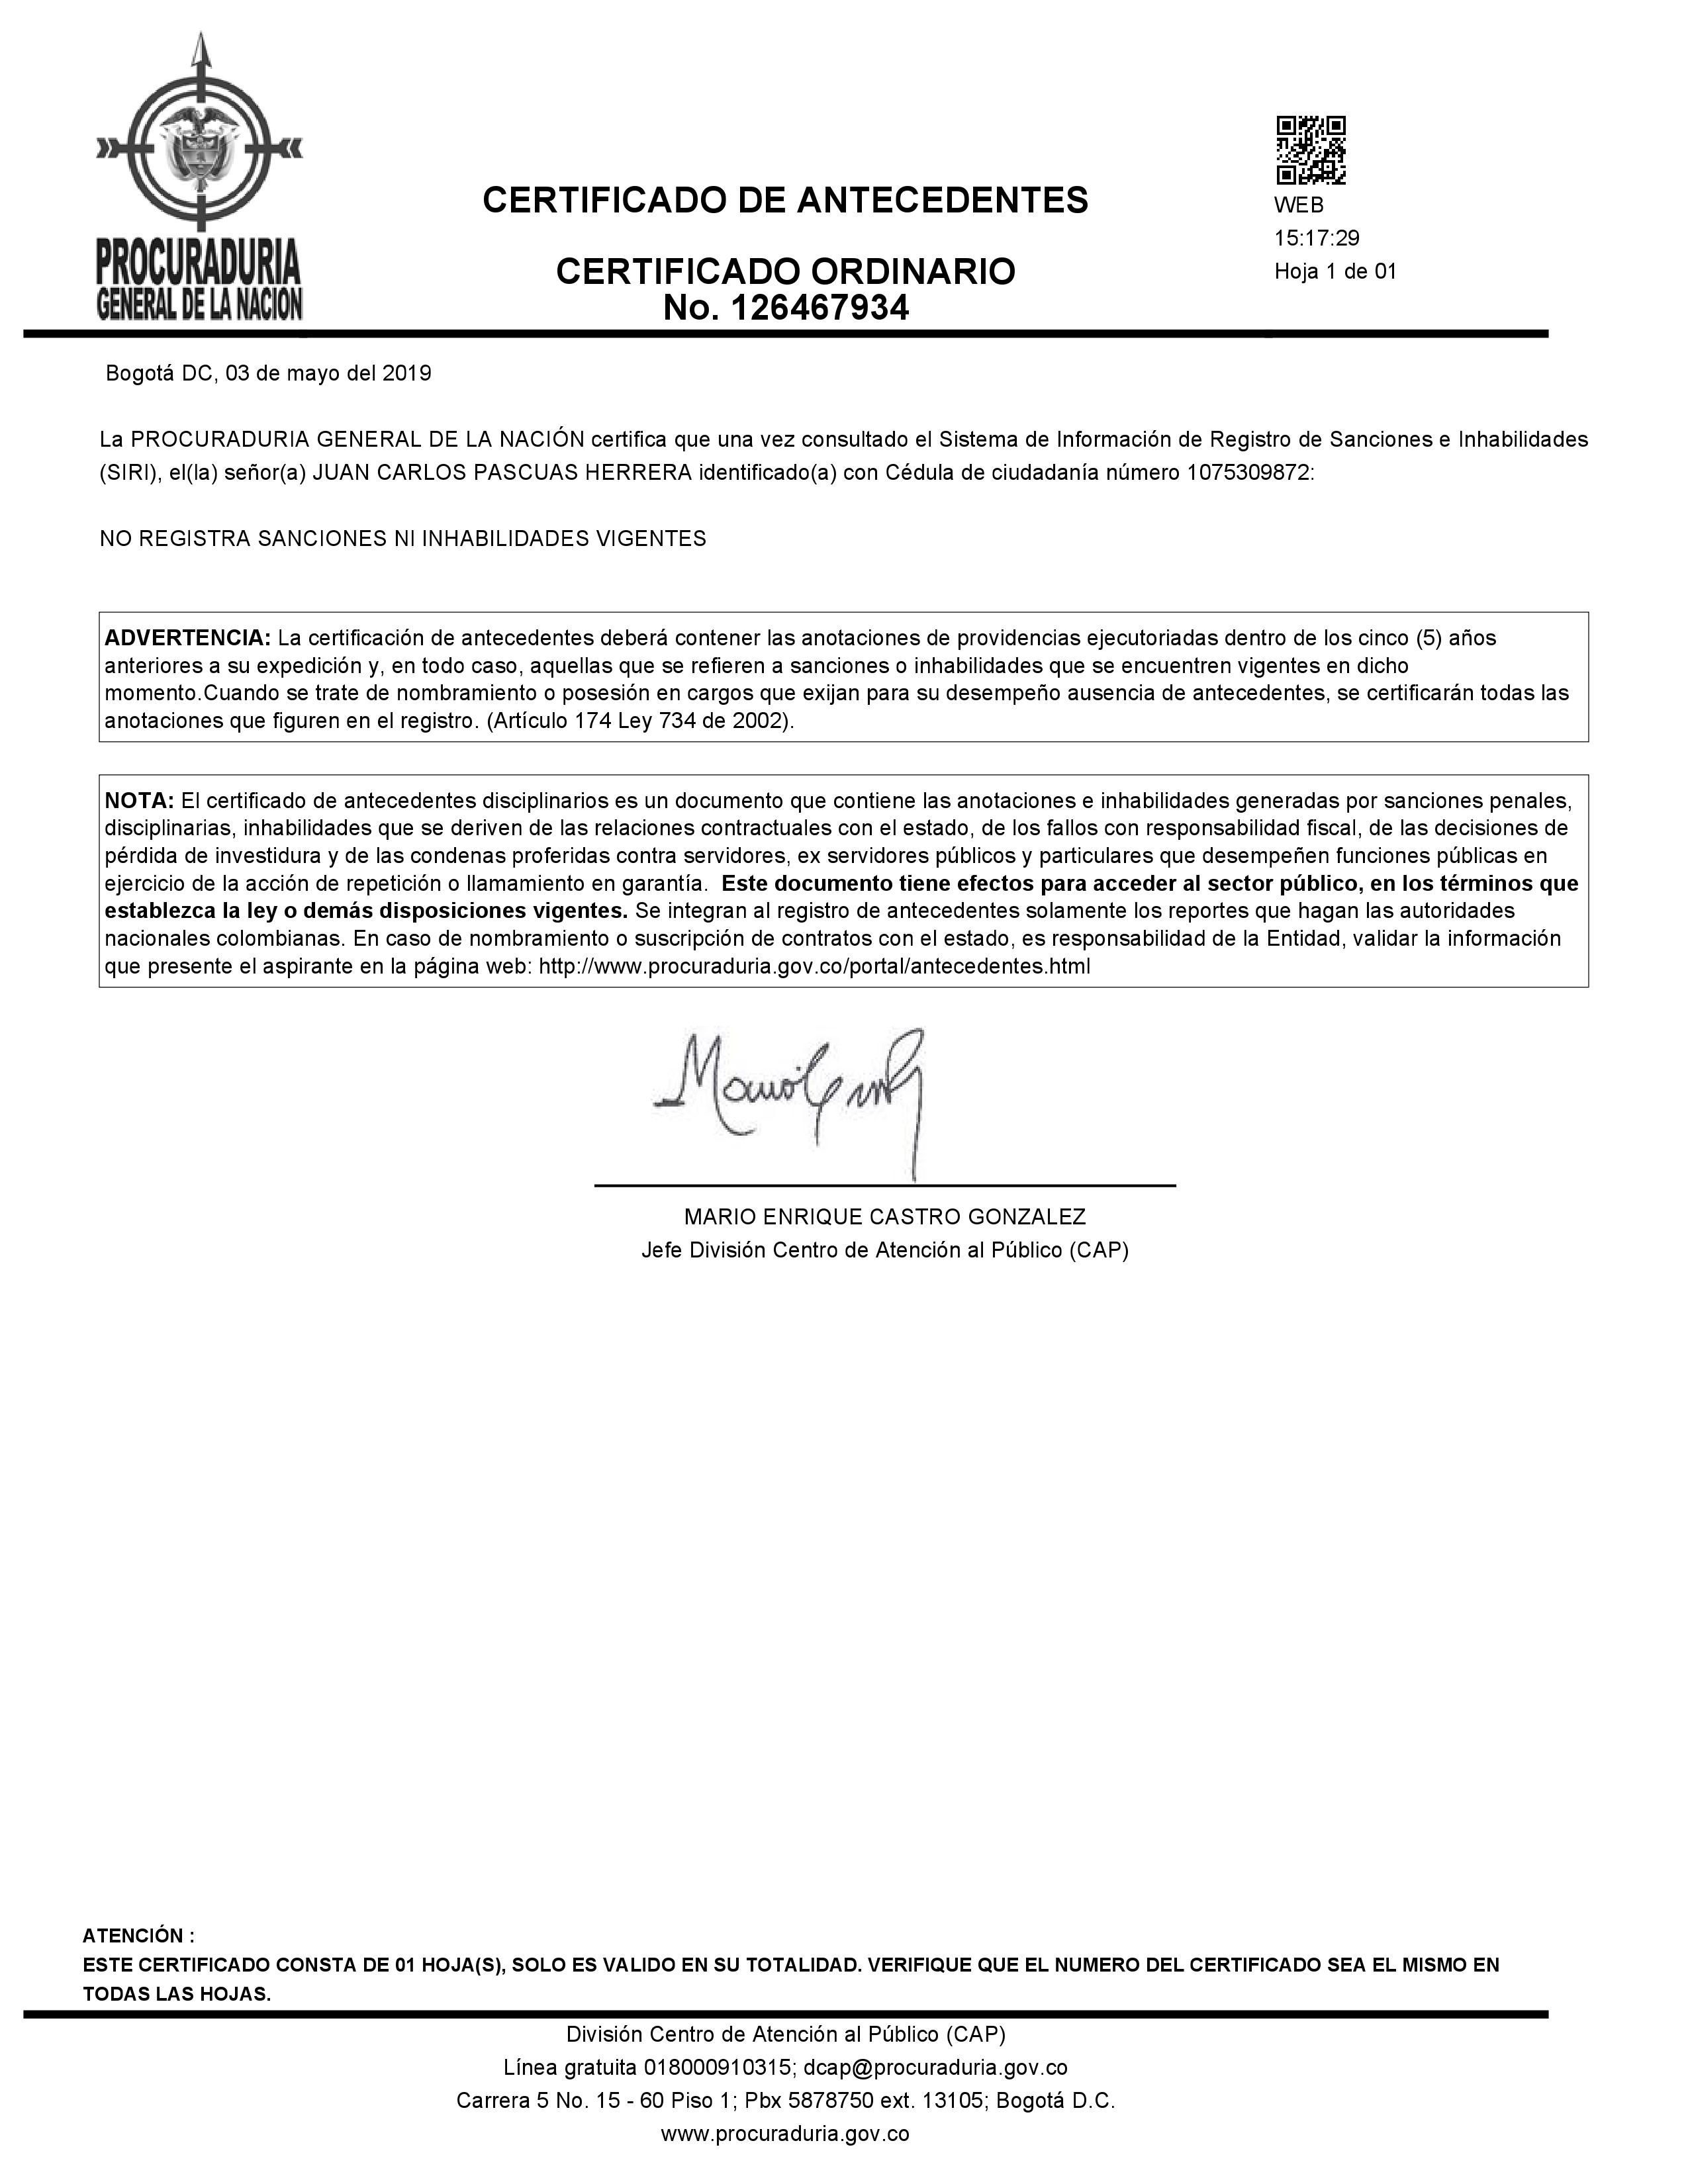 PROCURADURIA
GENERAL DE LA NACION
CERTIFICADO DE ANTECEDENTES
CERTIFICADO ORDINARIO
No. 126467934
WEB
15:17:29
Hoja 1 de 01
Bogotá DC, 03 de mayo del 2019
La PROCURADURIA GENERAL DE LA NACIÓN certifica que una vez consultado el Sistema de Información de Registro de Sanciones e Inhabilidades
(SIRI), el(la) señor(a) JUAN CARLOS PASCUAS HERRERA identificado(a) con Cédula de ciudadanía número 1075309872:
NO REGISTRA SANCIONES NI INHABILIDADES VIGENTES
ADVERTENCIA: La certificación de antecedentes deberá contener las anotaciones de providencias ejecutoriadas dentro de los cinco (5) años
anteriores a su expedición y, en todo caso, aquellas que se refieren a sanciones o inhabilidades que se encuentren vigentes en dicho
momento.Cuando se trate de nombramiento o posesión en cargos que exijan para su desempeño ausencia de antecedentes, se certificarán todas las
anotaciones que figuren en el registro. (Artículo 174 Ley 734 de 2002).
NOTA: El certificado de antecedentes disciplinarios es un documento que contiene las anotaciones e inhabilidades generadas por sanciones penales,
disciplinarias, inhabilidades que se deriven de las relaciones contractuales con el estado, de los fallos con responsabilidad fiscal, de las decisiones de
pérdida de investidura y de las condenas proferidas contra servidores, ex servidores públicos y particulares que desempeñen funciones públicas en
ejercicio de la acción de repetición o llamamiento en garantía. Este documento tiene efectos para acceder al sector público, en los términos que
establezca la ley o demás disposiciones vigentes. Se integran al registro de antecedentes solamente los reportes que hagan las autoridades
nacionales colombianas. En caso de nombramiento o suscripción de contratos con el estado, es responsabilidad de la Entidad, validar la información
que presente el aspirante en la página web: http://www.procuraduria.gov.co/portal/antecedentes.html
MARIO ENRIQUE CASTRO GONZALEZ
Jefe División Centro de Atención al Público (CAP)
ATENCIÓN :
ESTE CERTIFICADO CONSTA DE 01 HOJA(S), SOLO ES VALIDO EN SU TOTALIDAD. VERIFIQUE QUE EL NUMERO DEL CERTIFICADO SEA EL MISMO EN
TODAS LAS HOJAS.
División Centro de Atención al Público (CAP)
Línea gratuita 018000910315; dcap@procuraduria.gov.co
Carrera 5 No. 15 - 60 Piso 1; Pbx 5878750 ext. 13105; Bogotá D.C.
www.procuraduria.gov.co